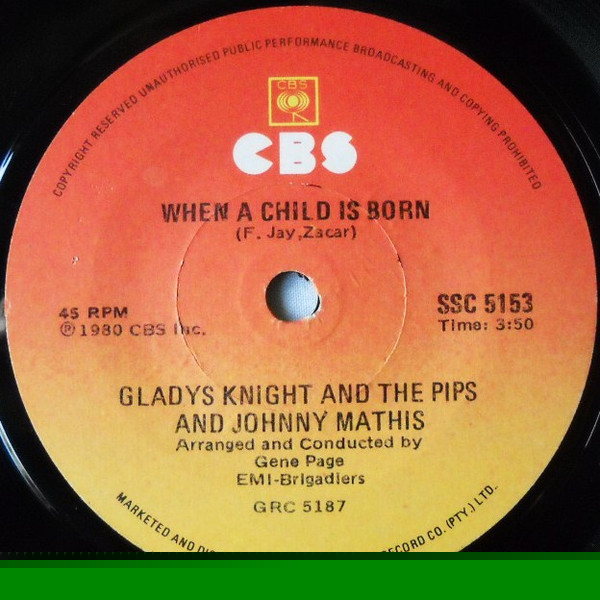 COPYRIGHT RESERVED UNAUTHORISED PUBLIC PERFORMANCE BROADCASTING AND COPYING PROHIBITED
CBS
CBS
WHEN A CHILD IS BORN
(F. Jay,Zacar)
45 RPM
℗ 1980 CBS Inc.
SSC 5153
Time: 3:50
GLADYS KNIGHT AND THE PIPS
AND JOHNNY MATHIS
Arranged and Conducted by
Gene Page
EMI-Brigadiers
GRC 5187
MARKETED AND RECORD CO. (PTY.) LTD.